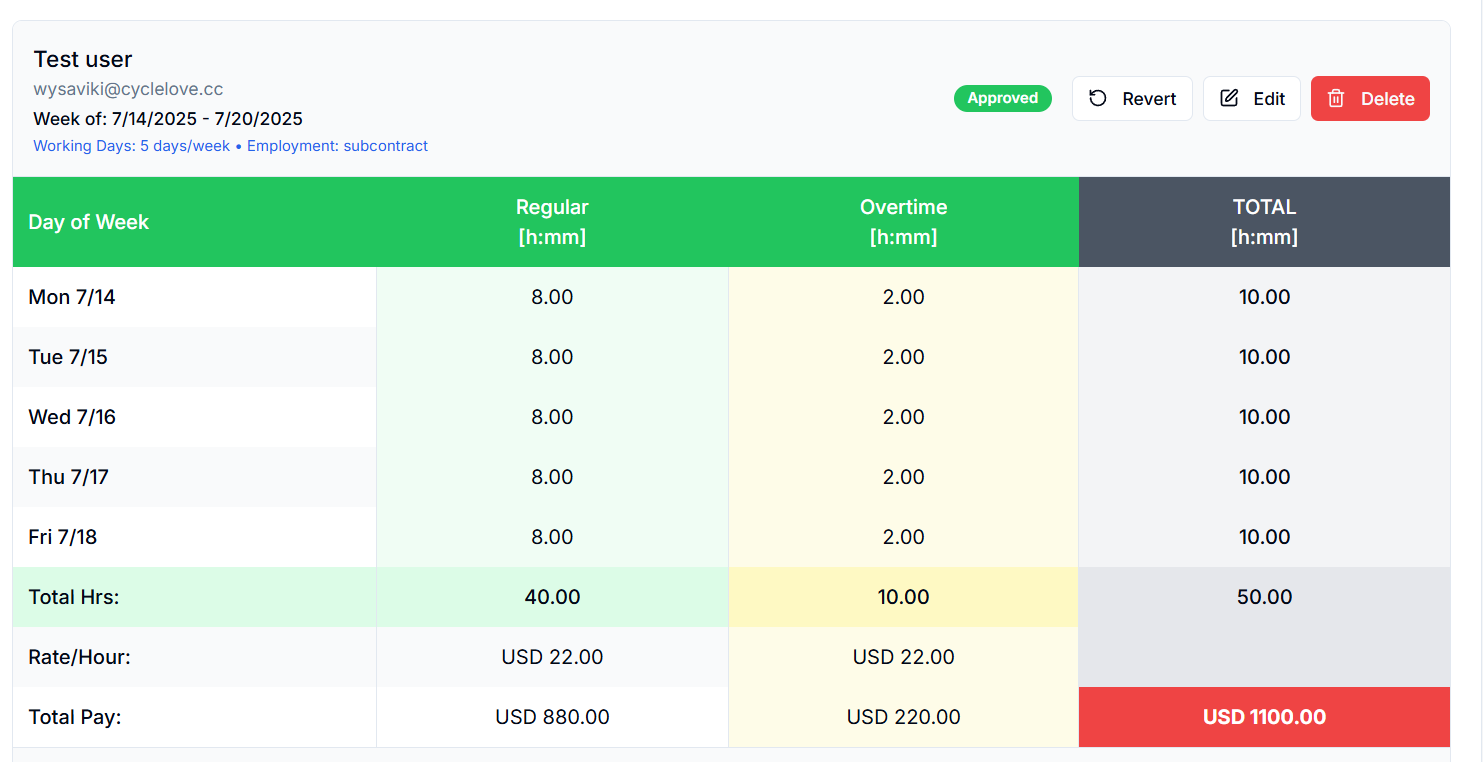 Test user
wysaviki@cyclelove.cc
Week of: 7/14/2025 - 7/20/2025
Working Days: 5 days/week • Employment: subcontract
Approved
Revert
Edit
Delete
Day of Week
Regular
[h:mm]
Overtime
[h:mm]
TOTAL
[h:mm]
Mon 7/14 8.00 2.00 10.00
Tue 7/15 8.00 2.00 10.00
Wed 7/16 8.00 2.00 10.00
Thu 7/17 8.00 2.00 10.00
Fri 7/18 8.00 2.00 10.00
Total Hrs: 40.00 10.00 50.00
Rate/Hour: USD 22.00 USD 22.00
Total Pay: USD 880.00 USD 220.00 USD 1100.00